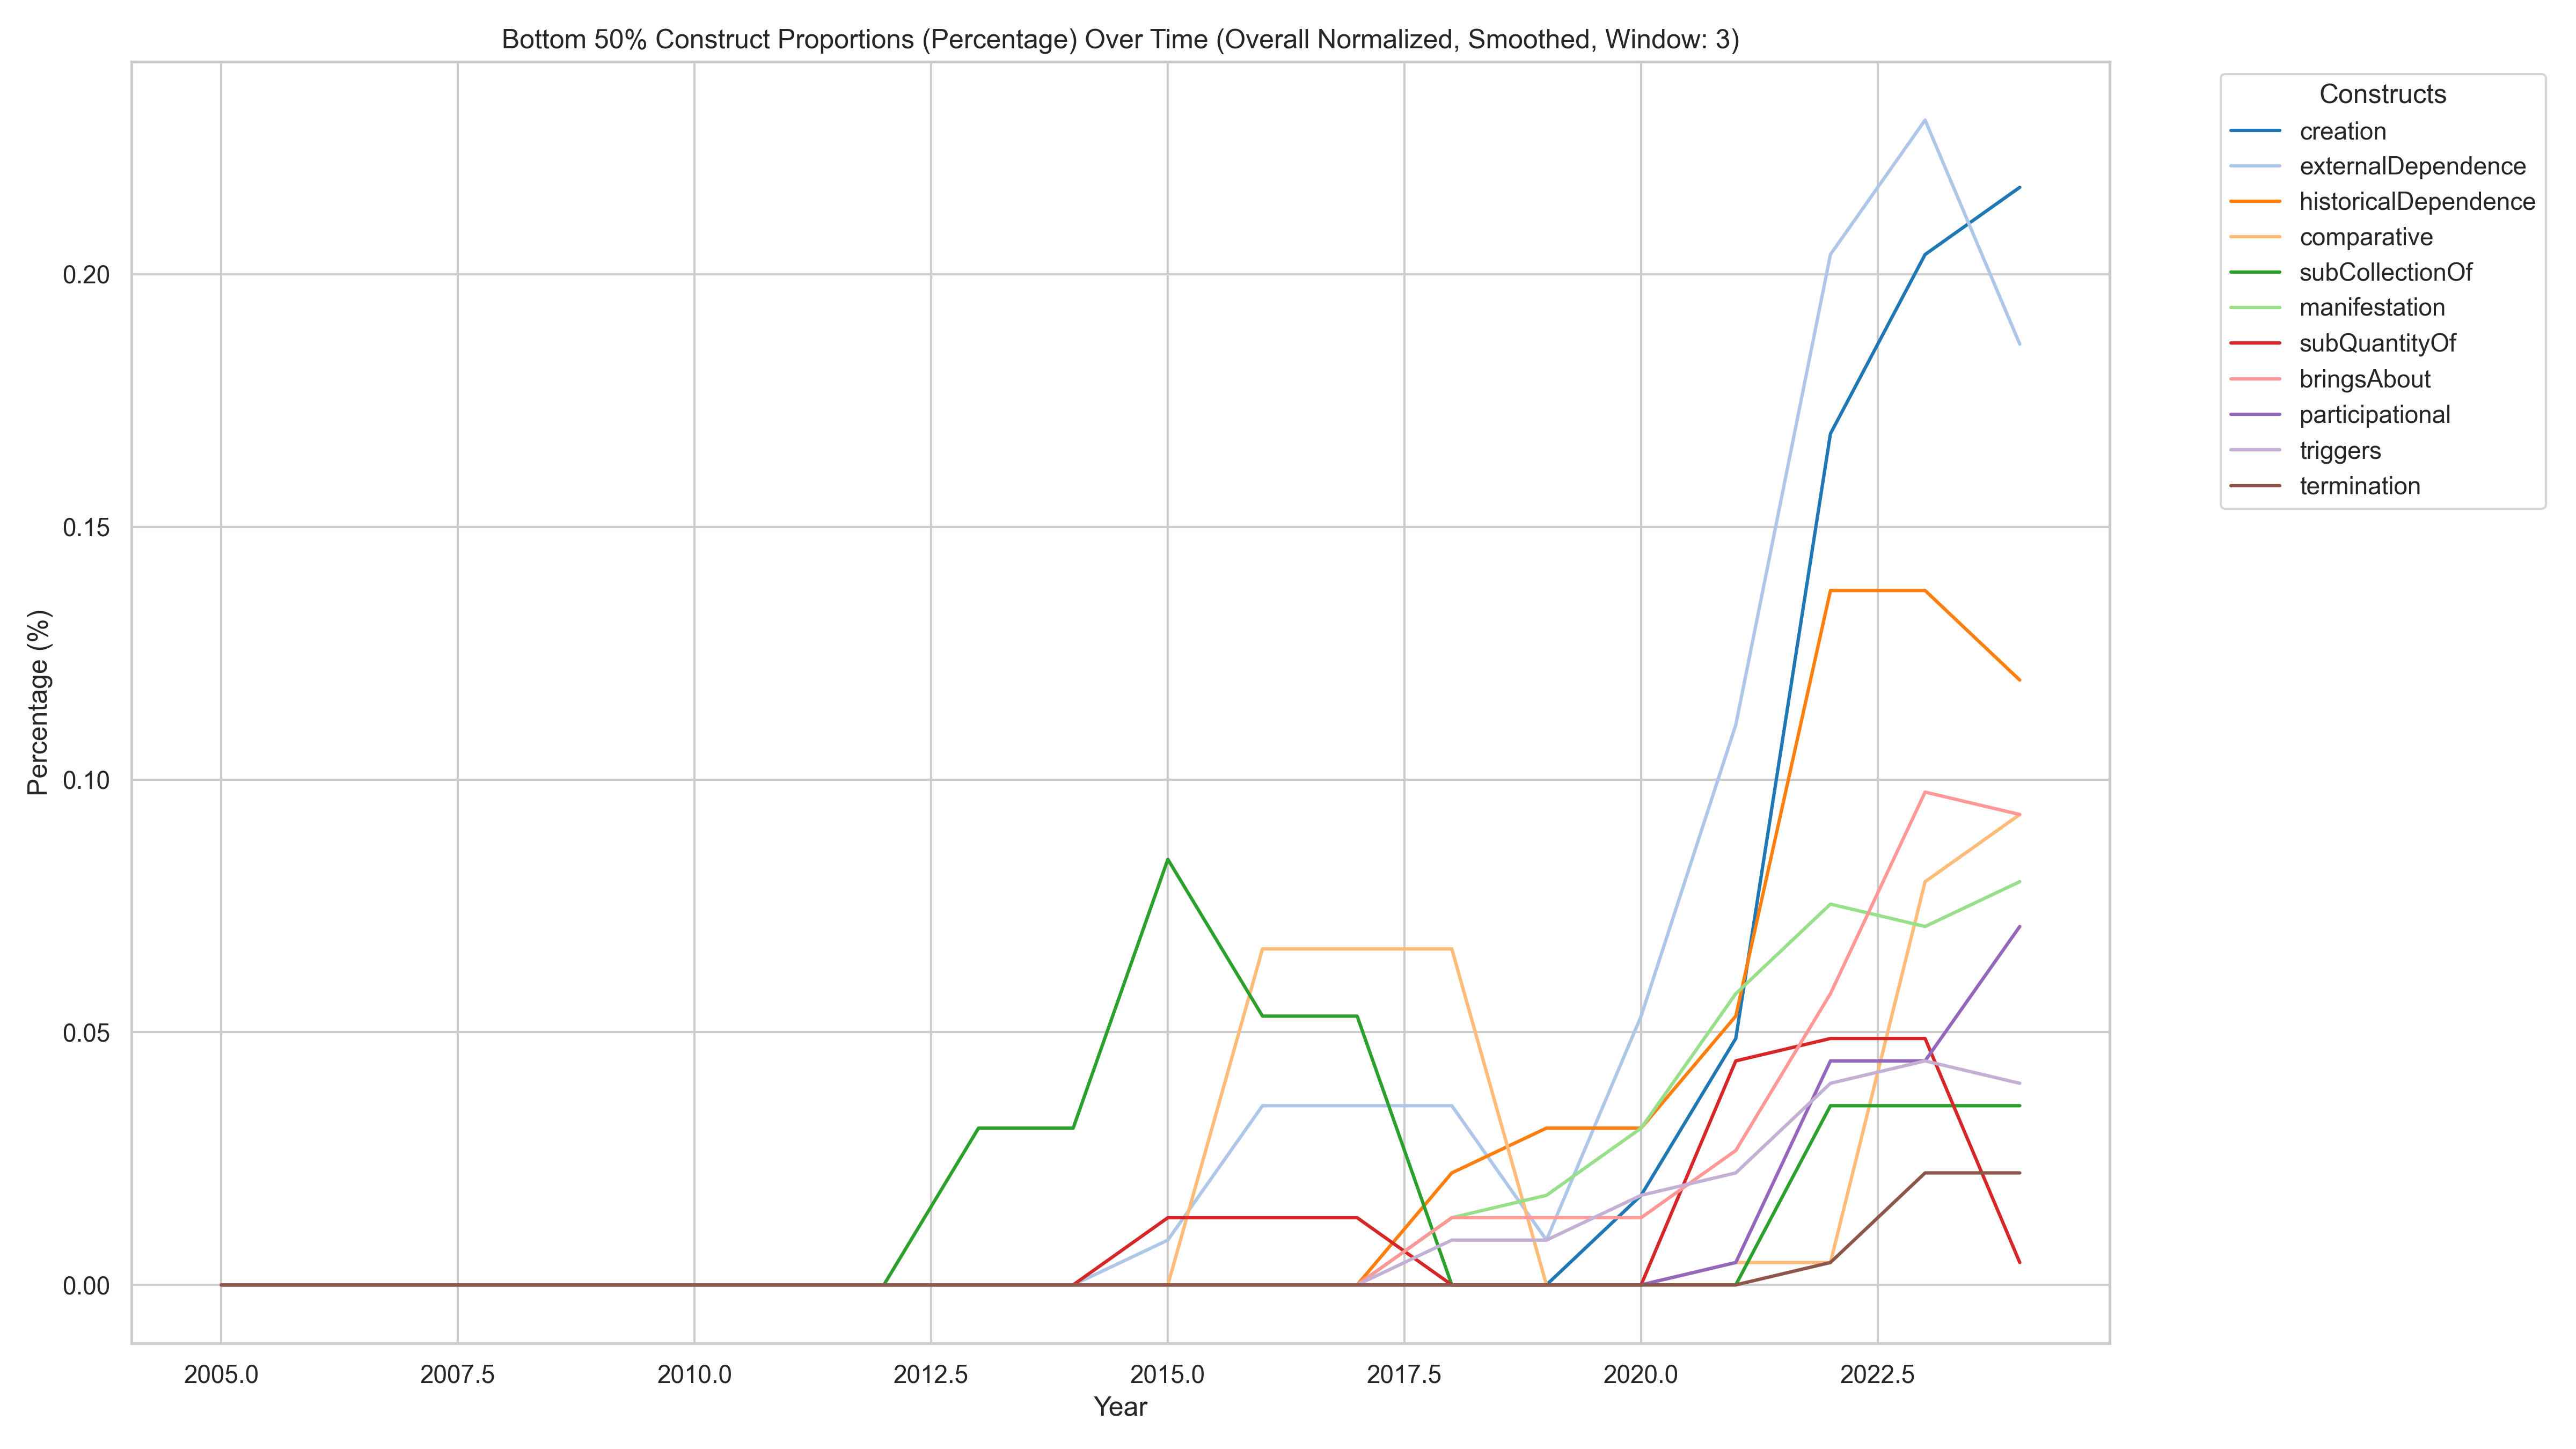 Bottom 50% Construct Proportions (Percentage) Over Time (Overall Normalized, Smoothed, Window: 3)
Percentage (%)
0.20
0.15
0.10
0.05
0.00
2005.0 2007.5 2010.0 2012.5 2015.0 2017.5 2020.0 2022.5
Year
Constructs
creation
externalDependence
historicalDependence
comparative
subCollectionOf
manifestation
subQuantityOf
bringsAbout
participational
triggers
termination